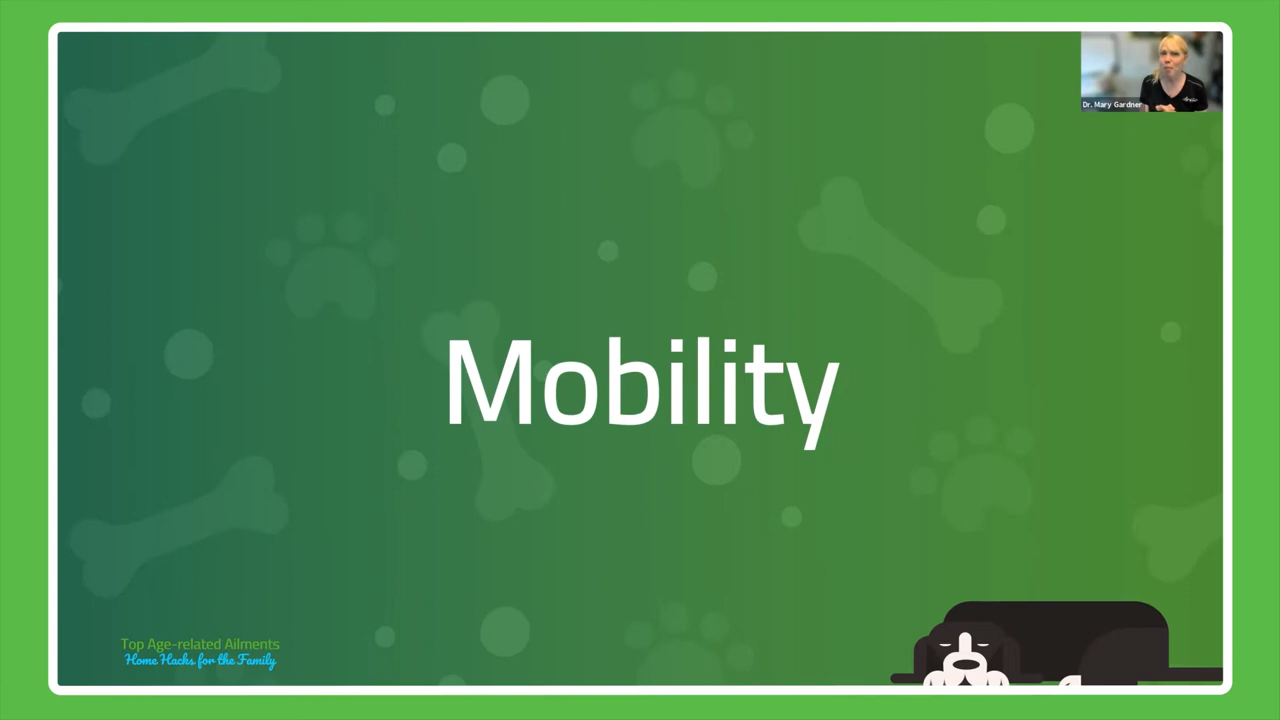 Dr. Mary Gardner
Mobility
Top Age-related Ailments
Home Hacks for the Family